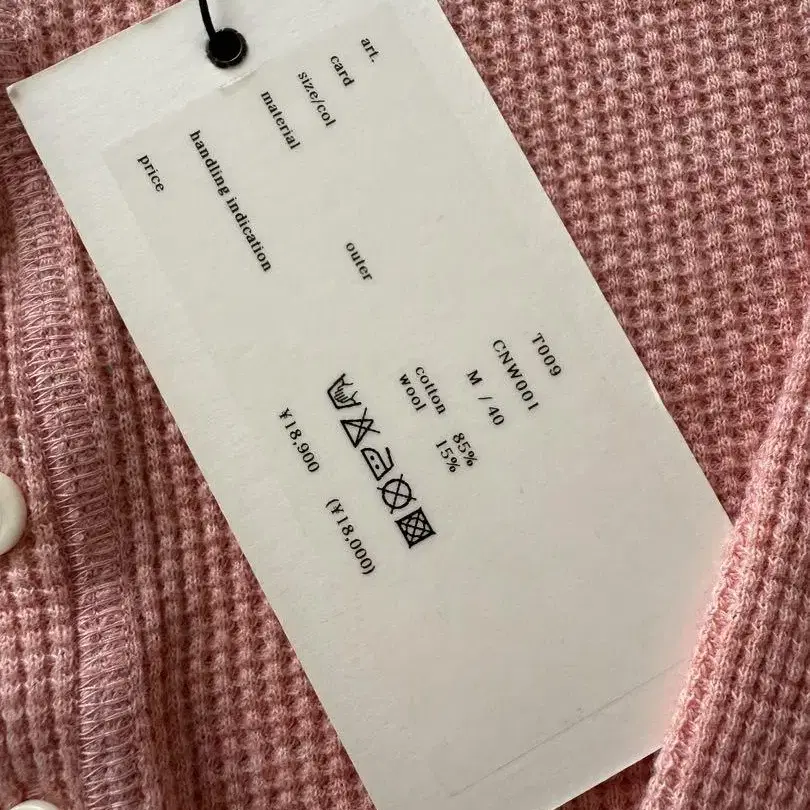 art. T009
card CNW001
size/col M / 40
material outer cotton 85%
wool 15%
handling indication
price ¥18,900 (¥18,000)